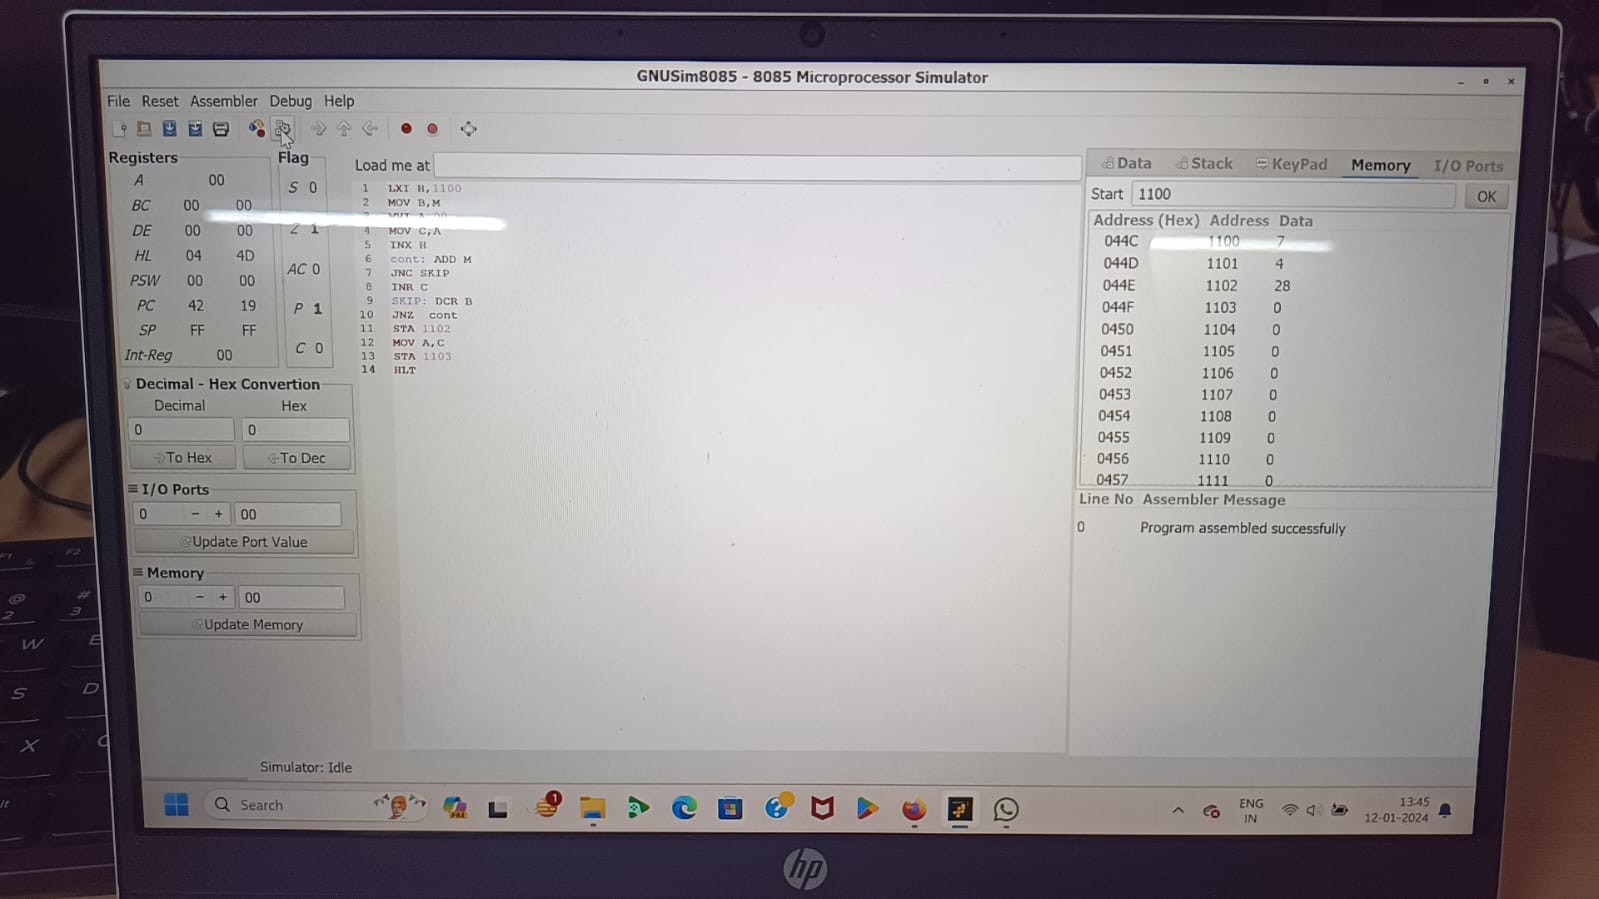 GNUSim8085 - 8085 Microprocessor Simulator
File Reset Assembler Debug Help
Registers
A 00
BC 00 00
DE 00 00
HL 04 4D
PSW 00 00
PC 42 19
SP FF FF
Int-Reg 00
Flag
S 0
Z 1
AC 0
P 1
C 0
Decimal - Hex Convertion
Decimal Hex
0 0
To Hex To Dec
I/O Ports
0 - + 00
Update Port Value
Memory
0 - + 00
Update Memory
Load me at
1 LXI H,1100
2 MOV B,M
3
4 MOV C,A
5 INX H
6 cont: ADD M
7 JNC SKIP
8 INR C
9 SKIP: DCR B
10 JNZ cont
11 STA 1102
12 MOV A,C
13 STA 1103
14 HLT
Data Stack KeyPad Memory I/O Ports
Start 1100 OK
Address (Hex) Address Data
044C 1100 7
044D 1101 4
044E 1102 28
044F 1103 0
0450 1104 0
0451 1105 0
0452 1106 0
0453 1107 0
0454 1108 0
0455 1109 0
0456 1110 0
0457 1111 0
Line No Assembler Message
0 Program assembled successfully
Simulator: Idle
Search
PRE
1
ENG
IN
13:45
12-01-2024
hp
F1
F2
@
2
#
3
W
E
S
D
X
C